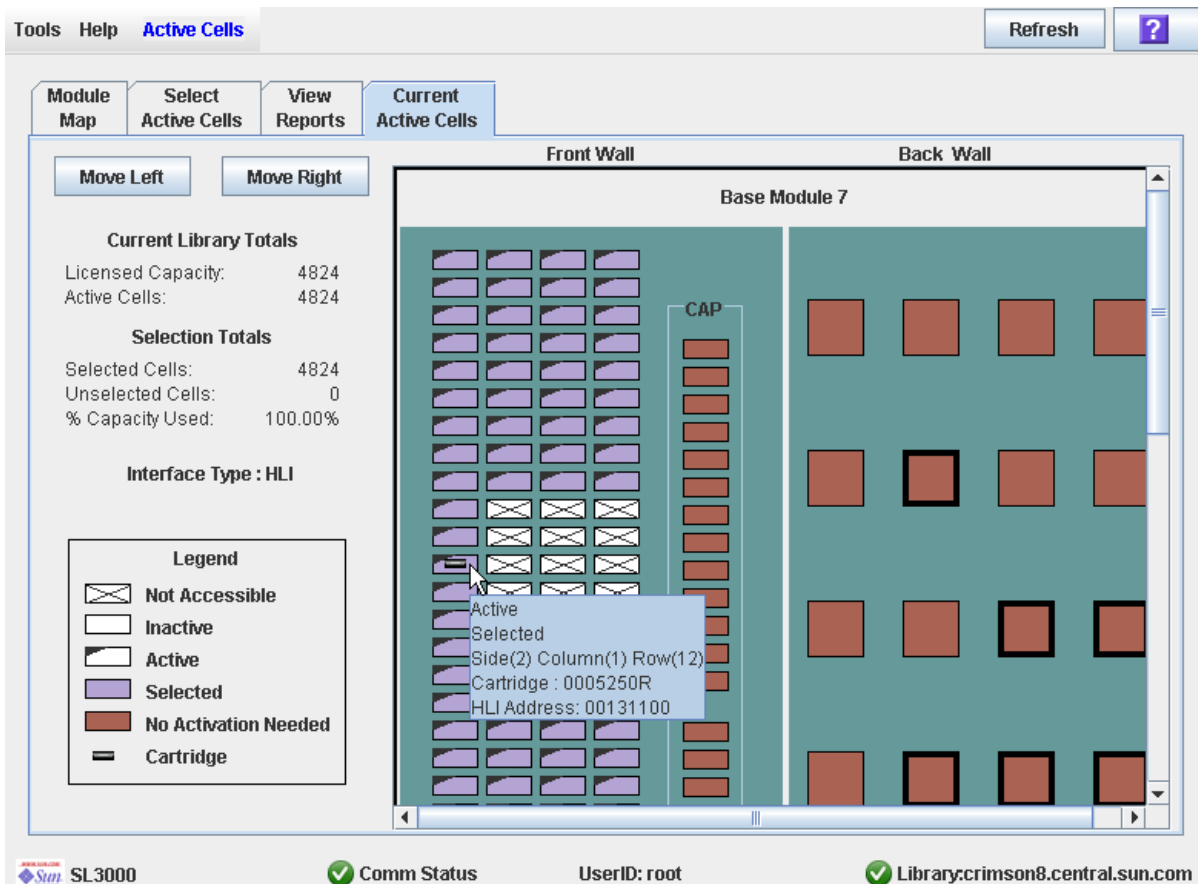 Tools Help Active Cells
Refresh ?
Module Map
Select Active Cells
View Reports
Current Active Cells
Move Left Move Right
Front Wall Back Wall
Base Module 7
Current Library Totals
Licensed Capacity: 4824
Active Cells: 4824
Selection Totals
Selected Cells: 4824
Unselected Cells: 0
% Capacity Used: 100.00%
Interface Type : HLI
Legend
Not Accessible
Inactive
Active
Selected
No Activation Needed
Cartridge
CAP
Active
Selected
Side(2) Column(1) Row(12)
Cartridge : 0005250R
HLI Address: 00131100
Sun SL3000
Comm Status
UserID: root
Library:crimson8.central.sun.com